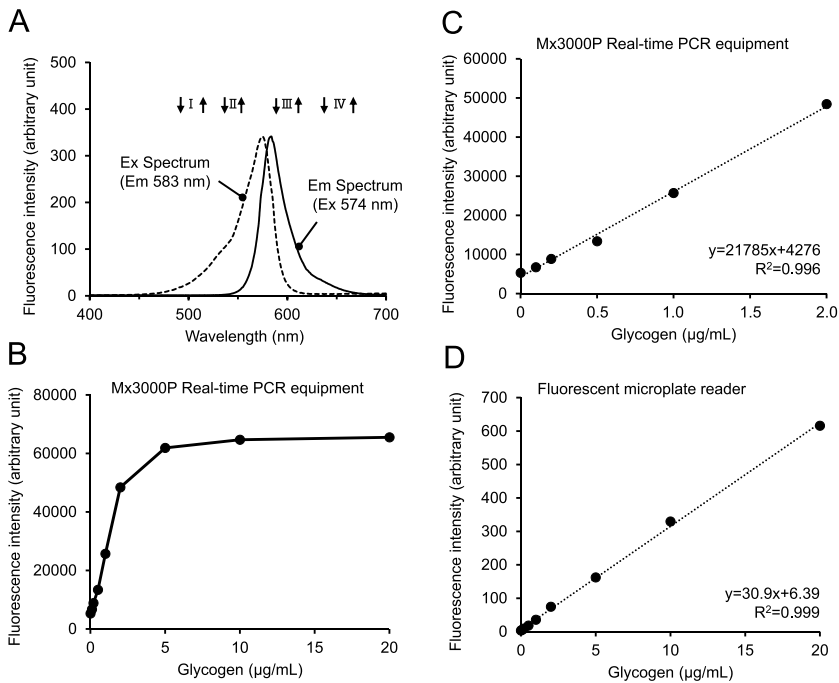 A
Fluorescence intensity (arbitrary unit)
500
400
300
200
100
0
I II III IV
Ex Spectrum
(Em 583 nm)
Em Spectrum
(Ex 574 nm)
400 500 600 700
Wavelength (nm)
B
Mx3000P Real-time PCR equipment
Fluorescence intensity (arbitrary unit)
80000
60000
40000
20000
0
0 5 10 15 20
Glycogen (μg/mL)
C
Mx3000P Real-time PCR equipment
Fluorescence intensity (arbitrary unit)
60000
50000
40000
30000
20000
10000
0
y=21785x+4276
R²=0.996
0 0.5 1.0 1.5 2.0
Glycogen (μg/mL)
D
Fluorescent microplate reader
Fluorescence intensity (arbitrary unit)
700
600
500
400
300
200
100
0
y=30.9x+6.39
R²=0.999
0 5 10 15 20
Glycogen (μg/mL)